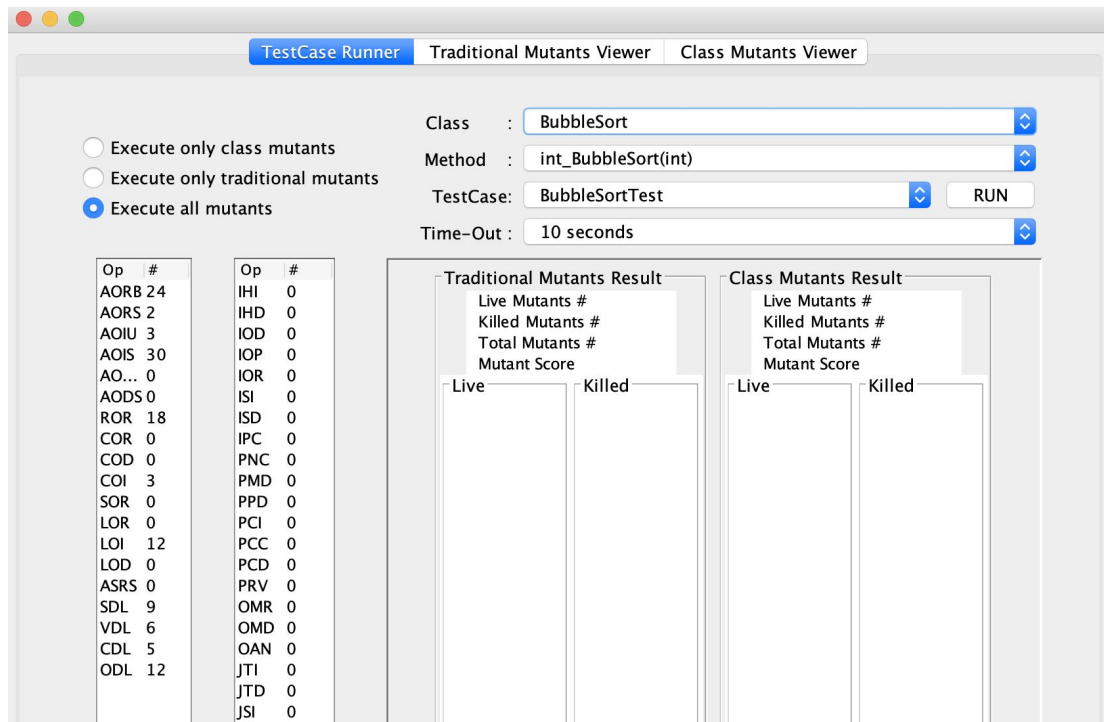 TestCase Runner Traditional Mutants Viewer Class Mutants Viewer
Execute only class mutants
Execute only traditional mutants
Execute all mutants
Class : BubbleSort
Method : int_BubbleSort(int)
TestCase: BubbleSortTest RUN
Time-Out : 10 seconds
Op #
AORB 24
AORS 2
AOIU 3
AOIS 30
AO... 0
AODS 0
ROR 18
COR 0
COD 0
COI 3
SOR 0
LOR 0
LOI 12
LOD 0
ASRS 0
SDL 9
VDL 6
CDL 5
ODL 12
Op #
IHI 0
IHD 0
IOD 0
IOP 0
IOR 0
ISI 0
ISD 0
IPC 0
PNC 0
PMD 0
PPD 0
PCI 0
PCC 0
PCD 0
PRV 0
OMR 0
OMD 0
OAN 0
JTI 0
JTD 0
JSI 0
Traditional Mutants Result
Live Mutants #
Killed Mutants #
Total Mutants #
Mutant Score
Live Killed
Class Mutants Result
Live Mutants #
Killed Mutants #
Total Mutants #
Mutant Score
Live Killed